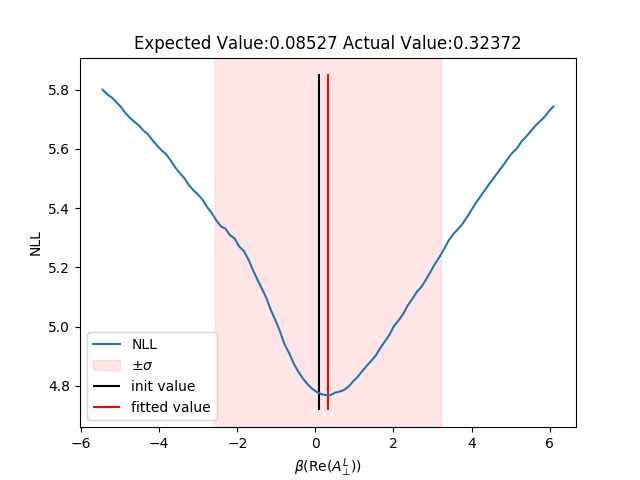 Expected Value:0.08527 Actual Value:0.32372
NLL
5.8
5.6
5.4
5.2
5.0
4.8
NLL
±σ
init value
fitted value
−6 −4 −2 0 2 4 6
β(Re(A_⊥^L))